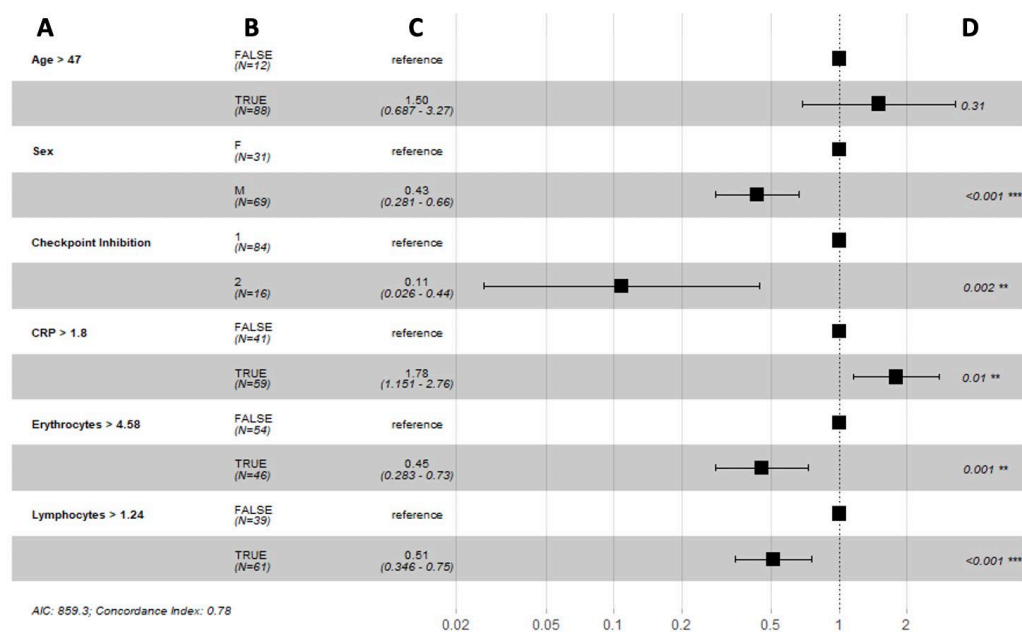 A B C D
Age > 47 FALSE reference
(N=12)
TRUE 1.50 0.31
(N=88) (0.687 - 3.27)
Sex F reference
(N=31)
M 0.43 <0.001 ***
(N=69) (0.281 - 0.66)
Checkpoint Inhibition 1 reference
(N=84)
2 0.11 0.002 **
(N=16) (0.026 - 0.44)
CRP > 1.8 FALSE reference
(N=41)
TRUE 1.78 0.01 **
(N=59) (1.151 - 2.76)
Erythrocytes > 4.58 FALSE reference
(N=54)
TRUE 0.45 0.001 **
(N=46) (0.283 - 0.73)
Lymphocytes > 1.24 FALSE reference
(N=39)
TRUE 0.51 <0.001 ***
(N=61) (0.346 - 0.75)
AIC: 859.3; Concordance Index: 0.78
0.02 0.05 0.1 0.2 0.5 1 2